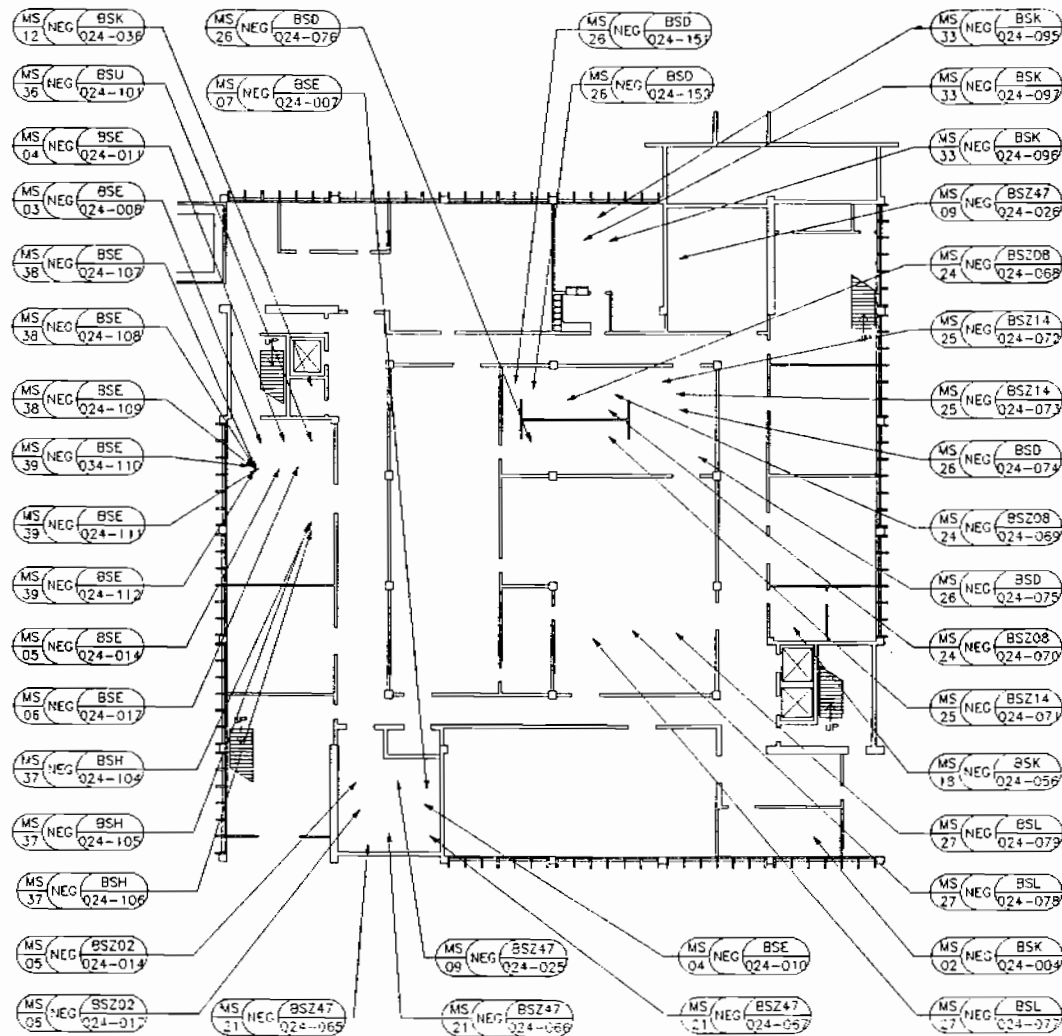 MS 12 NEG BSK 024-036
MS 36 NEG BSU 024-101
MS 04 NEG BSE 024-011
MS 03 NEG BSE 024-008
MS 38 NEG BSE 024-107
MS 38 NEG BSE 024-108
MS 38 NEG BSE 024-109
MS 39 NEG BSE 034-110
MS 39 NEG BSE 024-111
MS 39 NEG BSE 024-112
MS 05 NEG BSE 024-014
MS 06 NEG BSE 024-017
MS 37 NEG BSH 024-104
MS 37 NEG BSH 024-105
MS 37 NEG BSH 024-106
MS 05 NEG BSZ02 024-014
MS 06 NEG BSZ02 024-017
MS 26 NEG BSD 024-076
MS 07 NEG BSE 024-007
MS 26 NEG BSD 024-151
MS 26 NEG BSD 024-153
UP
UP
UP
UP
MS 21 NEG BSZ47 024-065
MS 09 NEG BSZ47 024-025
MS 21 NEG BSZ47 024-066
MS 04 NEG BSE 024-010
MS 21 NEG BSZ47 024-067
MS 33 NEG BSK 024-095
MS 33 NEG BSK 024-097
MS 33 NEG BSK 024-096
MS 09 NEG BSZ47 024-026
MS 24 NEG BSZ08 024-068
MS 25 NEG BSZ14 024-072
MS 25 NEG BSZ14 024-073
MS 26 NEG BSD 024-074
MS 24 NEG BSZ08 024-069
MS 26 NEG BSD 024-075
MS 24 NEG BSZ08 024-070
MS 25 NEG BSZ14 024-071
MS 18 NEG BSK 024-056
MS 27 NEG BSL 024-079
MS 27 NEG BSL 024-078
MS 02 NEG BSK 024-004
MS 27 NEG BSL 024-077